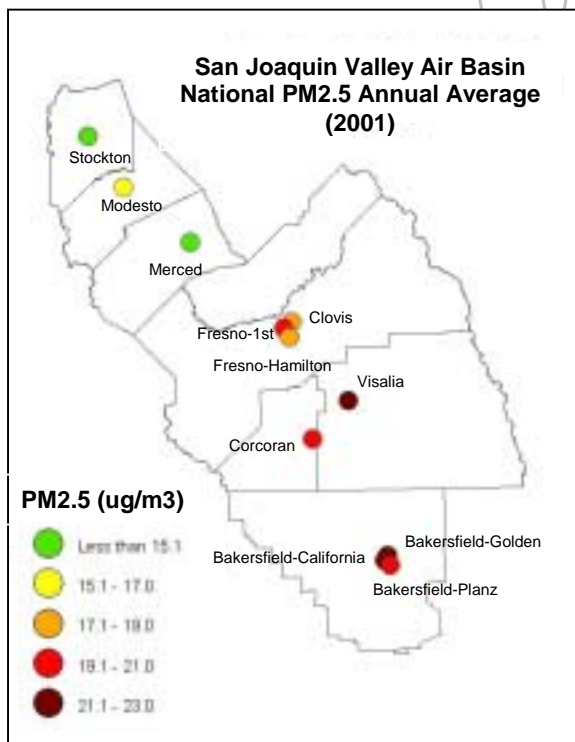 San Joaquin Valley Air Basin
National PM2.5 Annual Average
(2001)
Stockton
Modesto
Merced
Clovis
Fresno-1st
Fresno-Hamilton
Visalia
Corcoran
PM2.5 (ug/m3)
Less than 15.1
15.1 - 17.0
17.1 - 19.0
19.1 - 21.0
21.1 - 23.0
Bakersfield-Golden
Bakersfield-California
Bakersfield-Planz